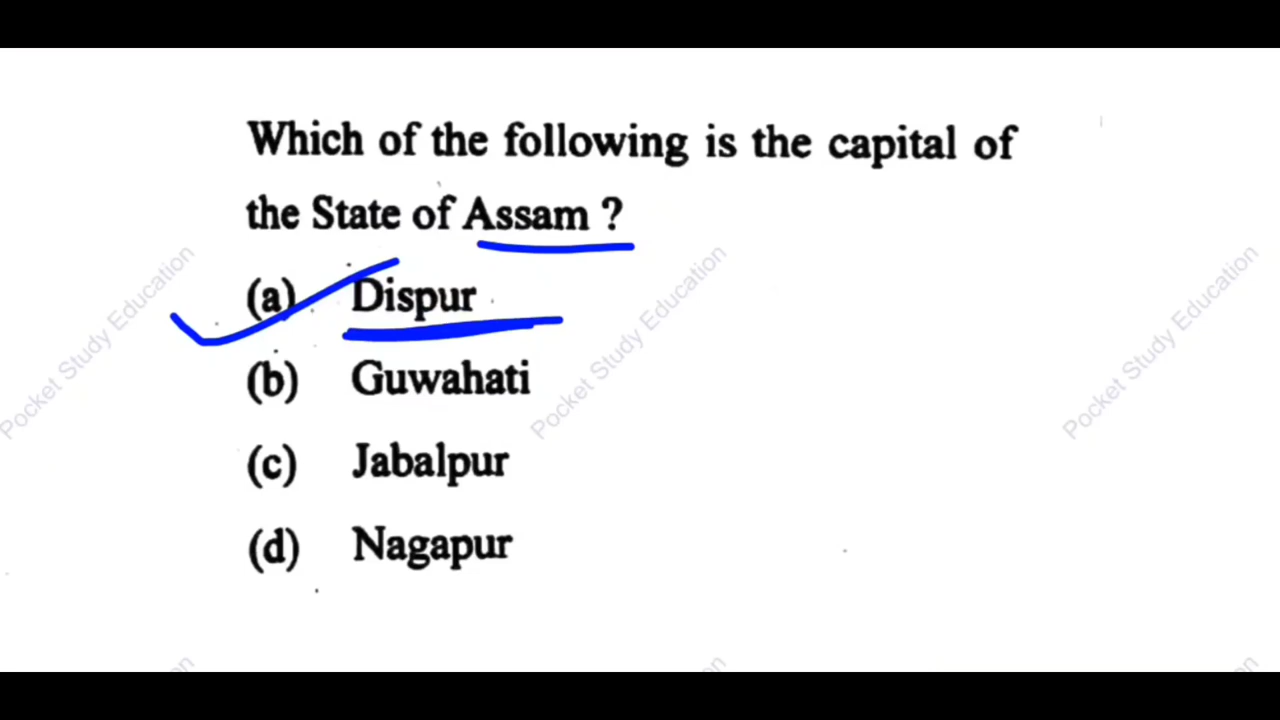 Which of the following is the capital of
the State of Assam ?
(a) Dispur
(b) Guwahati
(c) Jabalpur
(d) Nagapur
Pocket Study Education
Pocket Study Education
Pocket Study Education